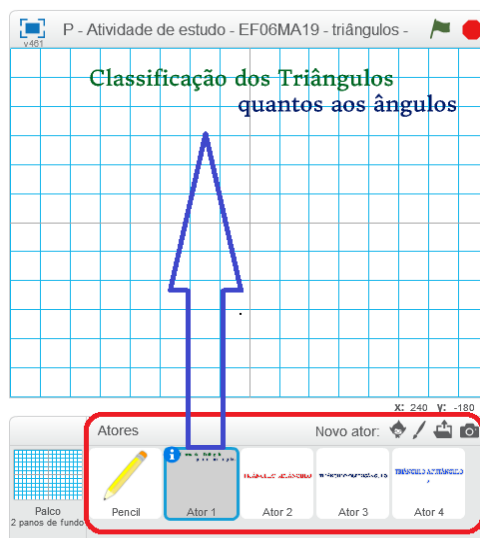 P - Atividade de estudo - EF06MA19 - triângulos -
v461
Classificação dos Triângulos
quantos aos ângulos
x: 240 y: -180
Atores
Novo ator:
Palco
2 panos de fundo
Pencil
Ator 1
Ator 2
Ator 3
Ator 4